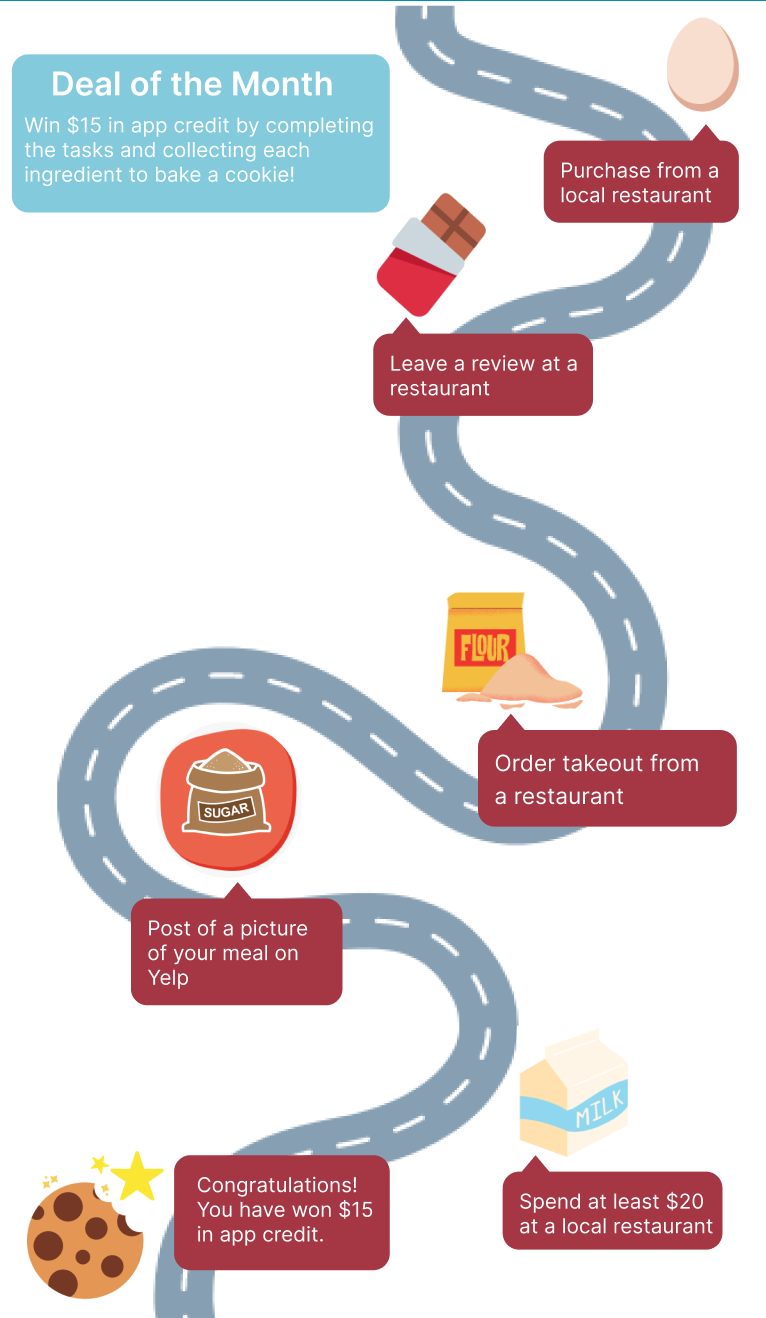 Deal of the Month
Win $15 in app credit by completing
the tasks and collecting each
ingredient to bake a cookie!
Purchase from a
local restaurant
Leave a review at a
restaurant
FLOUR
Order takeout from
a restaurant
SUGAR
Post of a picture
of your meal on
Yelp
MILK
Spend at least $20
at a local restaurant
Congratulations!
You have won $15
in app credit.